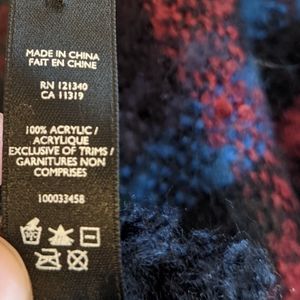 MADE IN CHINA
FAIT EN CHINE
RN 121340
CA 11319
100% ACRYLIC /
ACRYLIQUE
EXCLUSIVE OF TRIMS /
GARNITURES NON
COMPRISES
100033458